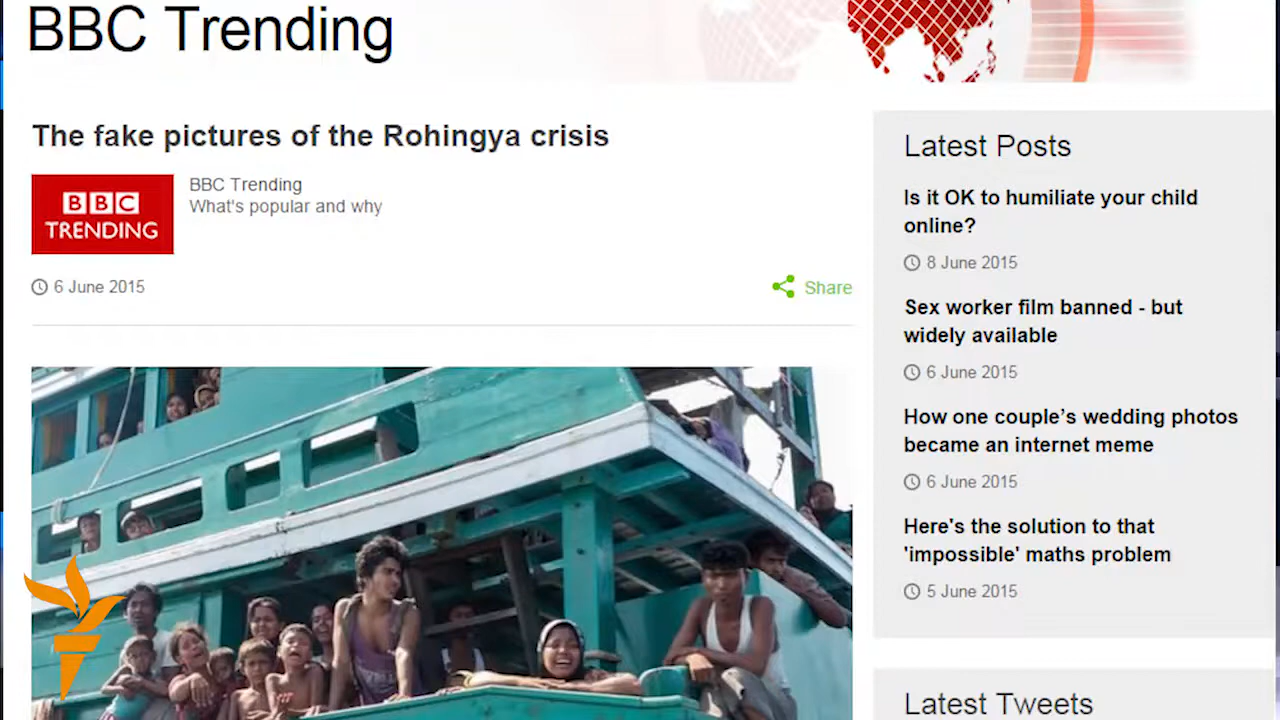 BBC Trending
The fake pictures of the Rohingya crisis
BBC
TRENDING
BBC Trending
What's popular and why
6 June 2015
Share
Latest Posts
Is it OK to humiliate your child
online?
8 June 2015
Sex worker film banned - but
widely available
6 June 2015
How one couple's wedding photos
became an internet meme
6 June 2015
Here's the solution to that
'impossible' maths problem
5 June 2015
Latest Tweets